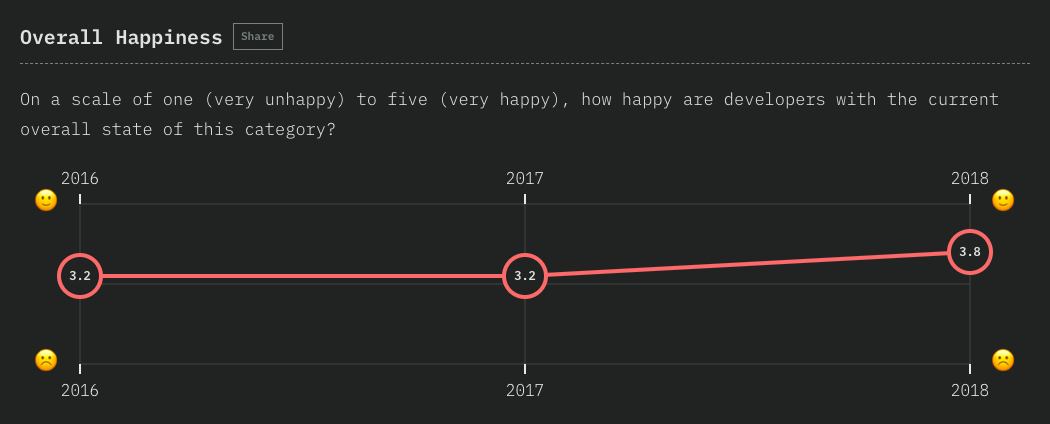 Overall Happiness Share
On a scale of one (very unhappy) to five (very happy), how happy are developers with the current
overall state of this category?
2016 2017 2018
3.2 3.2 3.8
2016 2017 2018